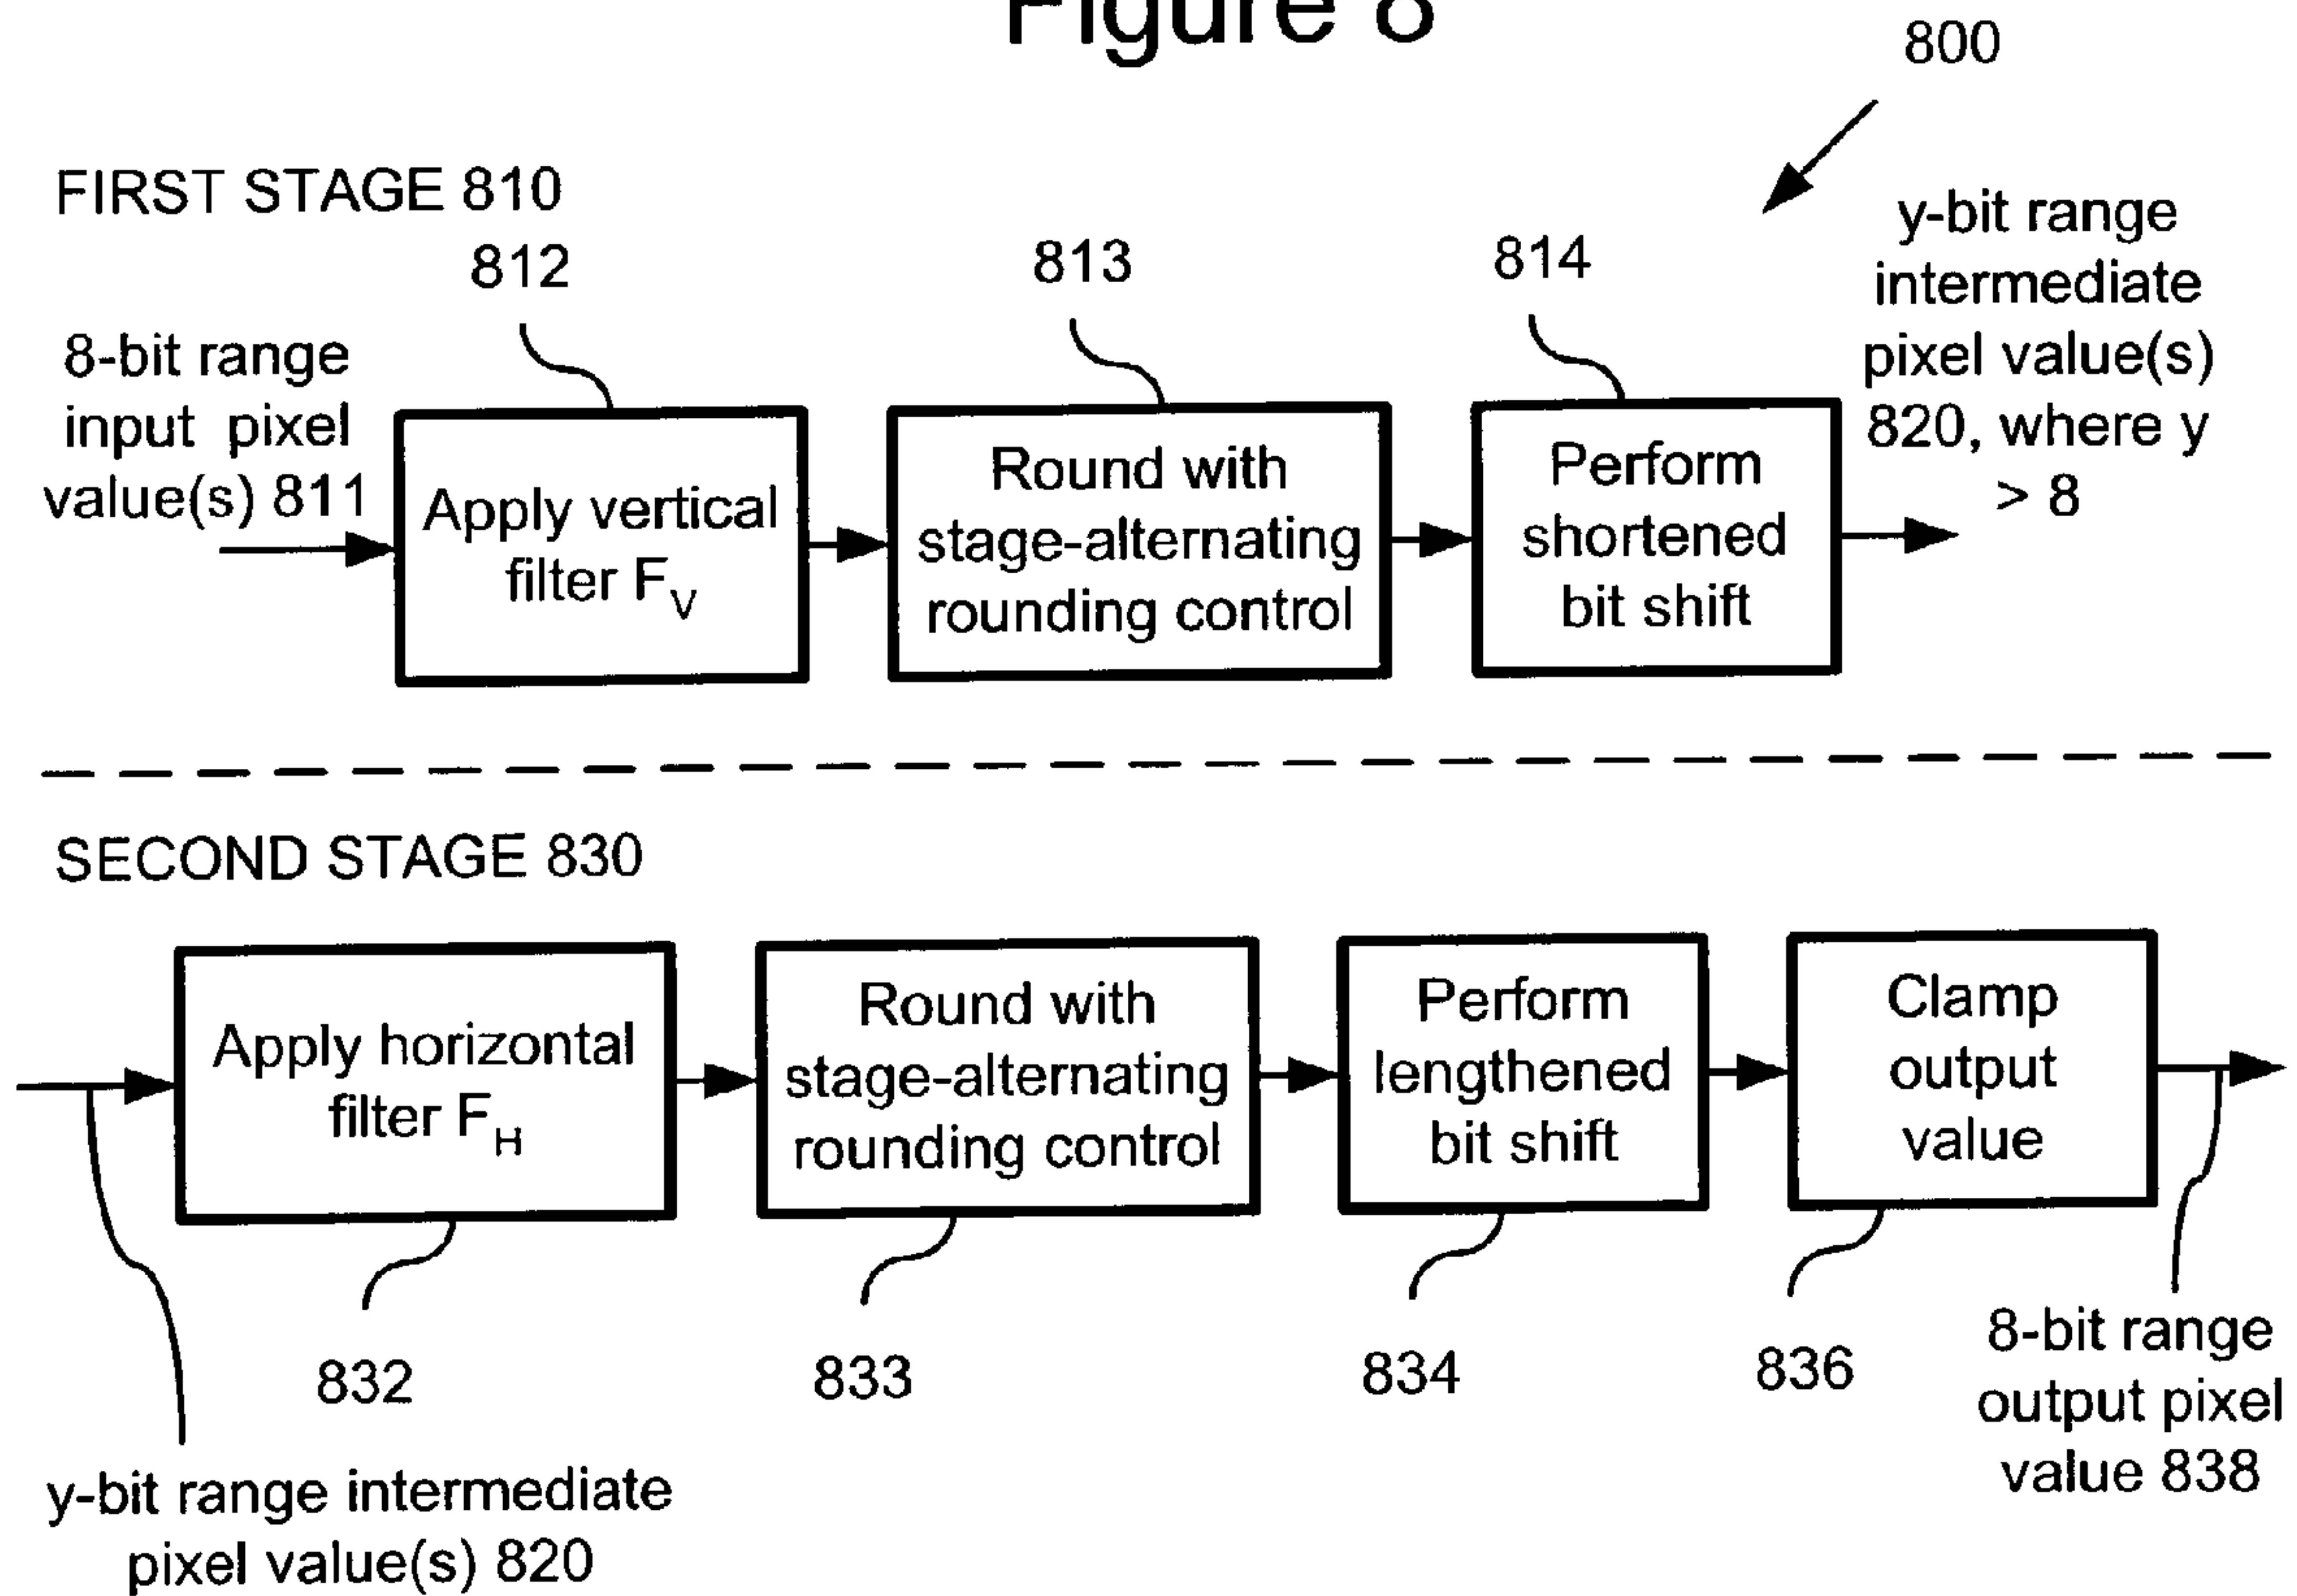 Figure 8
800
FIRST STAGE 810
812
813
814
8-bit range
input pixel
value(s) 811
Apply vertical
filter FV
Round with
stage-alternating
rounding control
Perform
shortened
bit shift
y-bit range
intermediate
pixel value(s)
820, where y
> 8
SECOND STAGE 830
Apply horizontal
filter FH
Round with
stage-alternating
rounding control
Perform
lengthened
bit shift
Clamp
output
value
832
833
834
836
y-bit range intermediate
pixel value(s) 820
8-bit range
output pixel
value 838